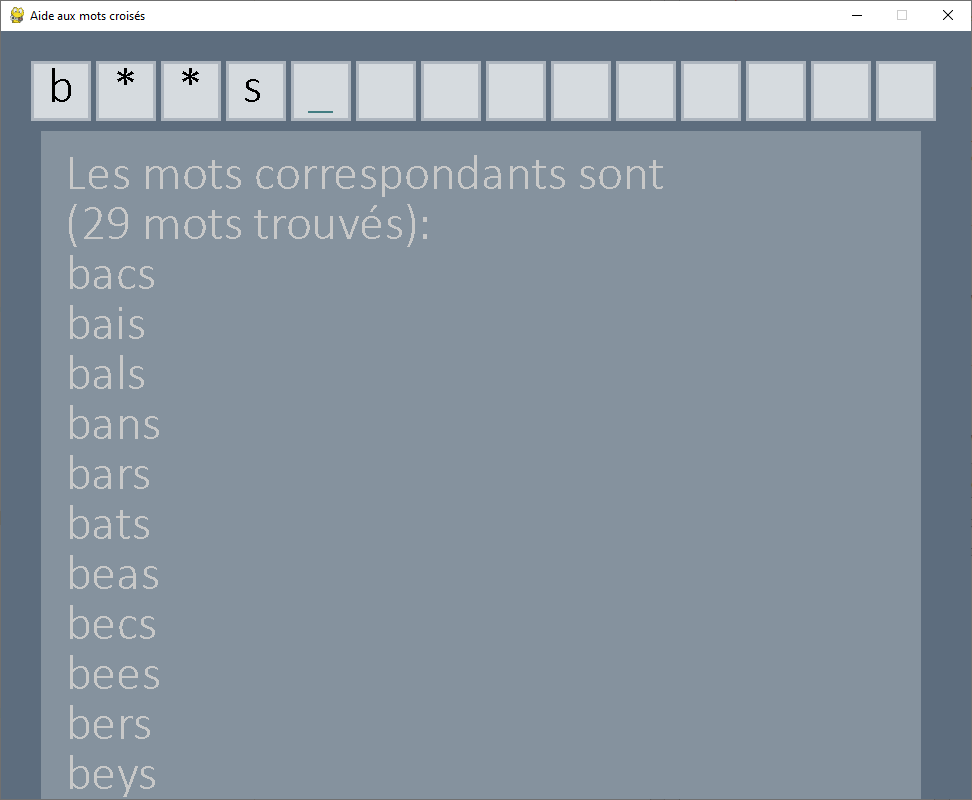 Aide aux mots croisés
b * * s _
Les mots correspondants sont
(29 mots trouvés):
bacs
bais
bals
bans
bars
bats
beas
becs
bees
bers
beys